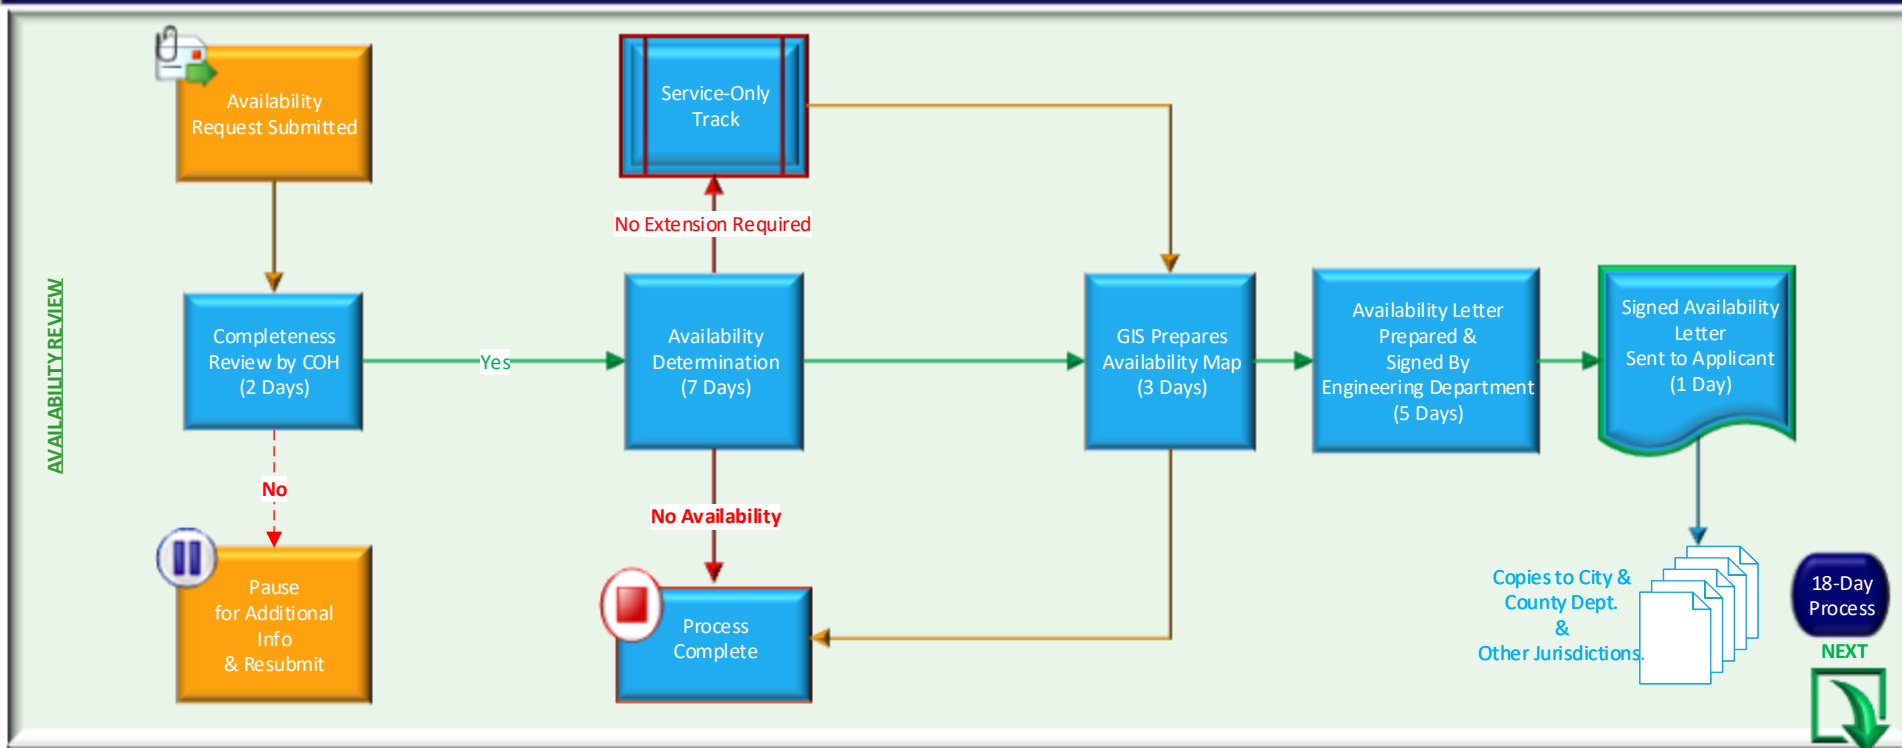 AVAILABILITY REVIEW
Availability
Request Submitted
Service-Only
Track
No Extension Required
Completeness
Review by COH
(2 Days)
Yes
Availability
Determination
(7 Days)
GIS Prepares
Availability Map
(3 Days)
Availability Letter
Prepared &
Signed By
Engineering Department
(5 Days)
Signed Availability
Letter
Sent to Applicant
(1 Day)
No
No Availability
Pause
for Additional
Info
& Resubmit
Process
Complete
Copies to City &
County Dept.
&
Other Jurisdictions.
18-Day
Process
NEXT